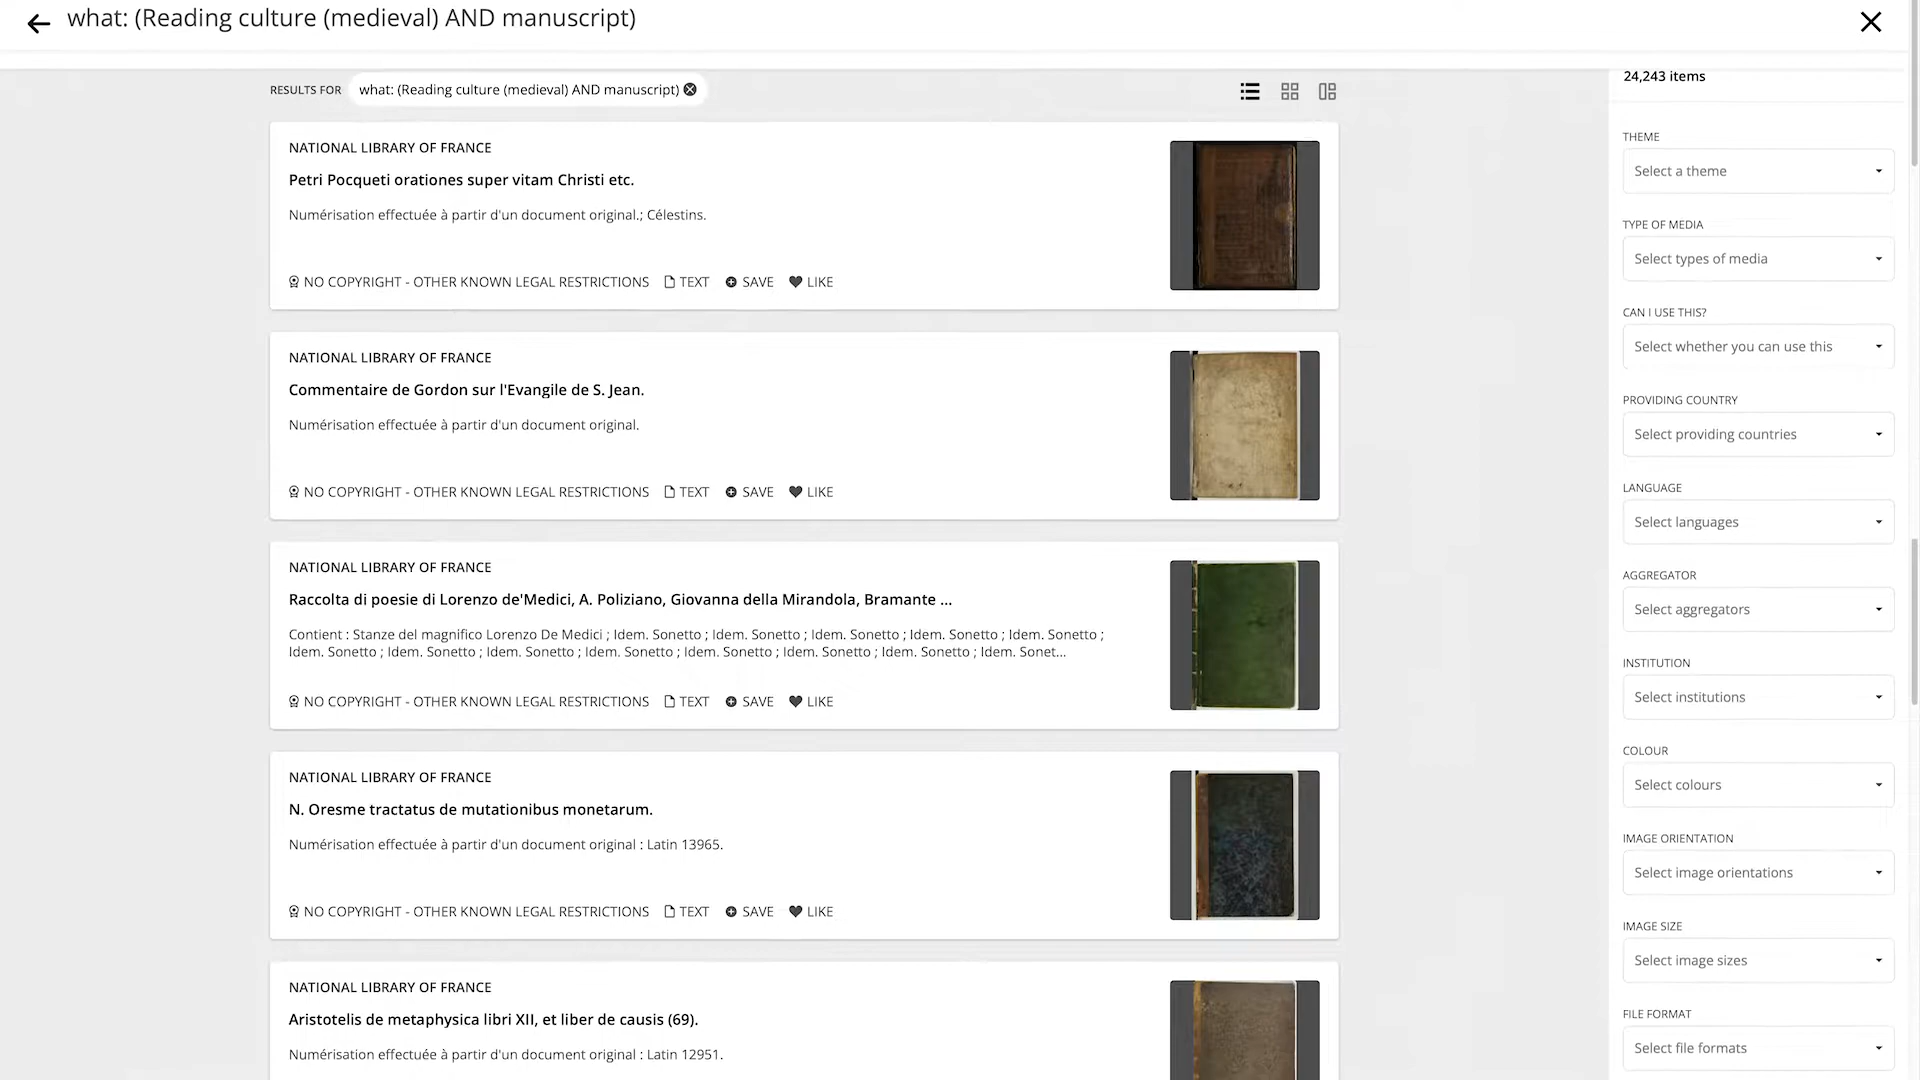 what: (Reading culture (medieval) AND manuscript)
RESULTS FOR what: (Reading culture (medieval) AND manuscript)
NATIONAL LIBRARY OF FRANCE
Petri Pocqueti orationes super vitam Christi etc.
Numérisation effectuée à partir d'un document original.; Célestins.
NO COPYRIGHT - OTHER KNOWN LEGAL RESTRICTIONS TEXT SAVE LIKE
NATIONAL LIBRARY OF FRANCE
Commentaire de Gordon sur l'Evangile de S. Jean.
Numérisation effectuée à partir d'un document original.
NO COPYRIGHT - OTHER KNOWN LEGAL RESTRICTIONS TEXT SAVE LIKE
NATIONAL LIBRARY OF FRANCE
Raccolta di poesie di Lorenzo de'Medici, A. Poliziano, Giovanna della Mirandola, Bramante ...
Contient : Stanze del magnifico Lorenzo De Medici ; Idem. Sonetto ; Idem. Sonetto ; Idem. Sonetto ; Idem. Sonetto ; Idem. Sonetto ;
Idem. Sonetto ; Idem. Sonetto ; Idem. Sonetto ; Idem. Sonetto ; Idem. Sonetto ; Idem. Sonetto ; Idem. Sonetto ; Idem. Sonet...
NO COPYRIGHT - OTHER KNOWN LEGAL RESTRICTIONS TEXT SAVE LIKE
NATIONAL LIBRARY OF FRANCE
N. Oresme tractatus de mutationibus monetarum.
Numérisation effectuée à partir d'un document original : Latin 13965.
NO COPYRIGHT - OTHER KNOWN LEGAL RESTRICTIONS TEXT SAVE LIKE
NATIONAL LIBRARY OF FRANCE
Aristotelis de metaphysica libri XII, et liber de causis (69).
Numérisation effectuée à partir d'un document original : Latin 12951.
24,243 items
THEME
Select a theme
TYPE OF MEDIA
Select types of media
CAN I USE THIS?
Select whether you can use this
PROVIDING COUNTRY
Select providing countries
LANGUAGE
Select languages
AGGREGATOR
Select aggregators
INSTITUTION
Select institutions
COLOUR
Select colours
IMAGE ORIENTATION
Select image orientations
IMAGE SIZE
Select image sizes
FILE FORMAT
Select file formats